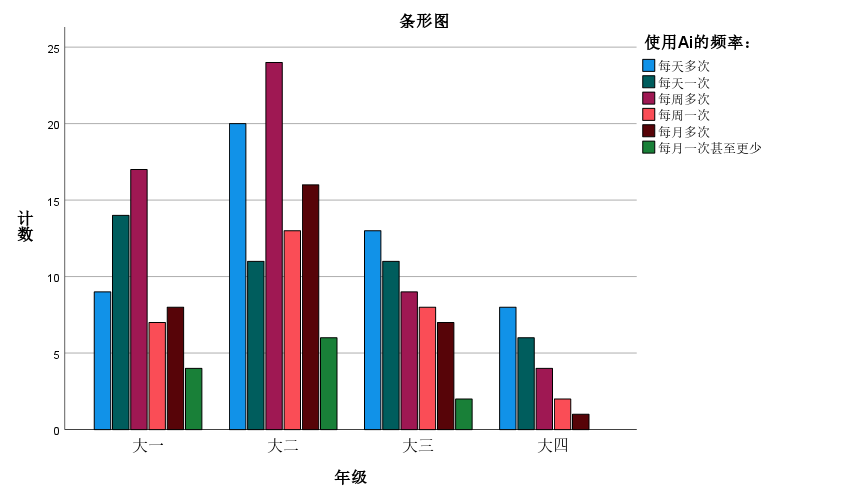 条形图
使用Ai的频率：
每天多次
每天一次
每周多次
每周一次
每月多次
每月一次甚至更少
计数
25
20
15
10
5
0
大一
大二
大三
大四
年级